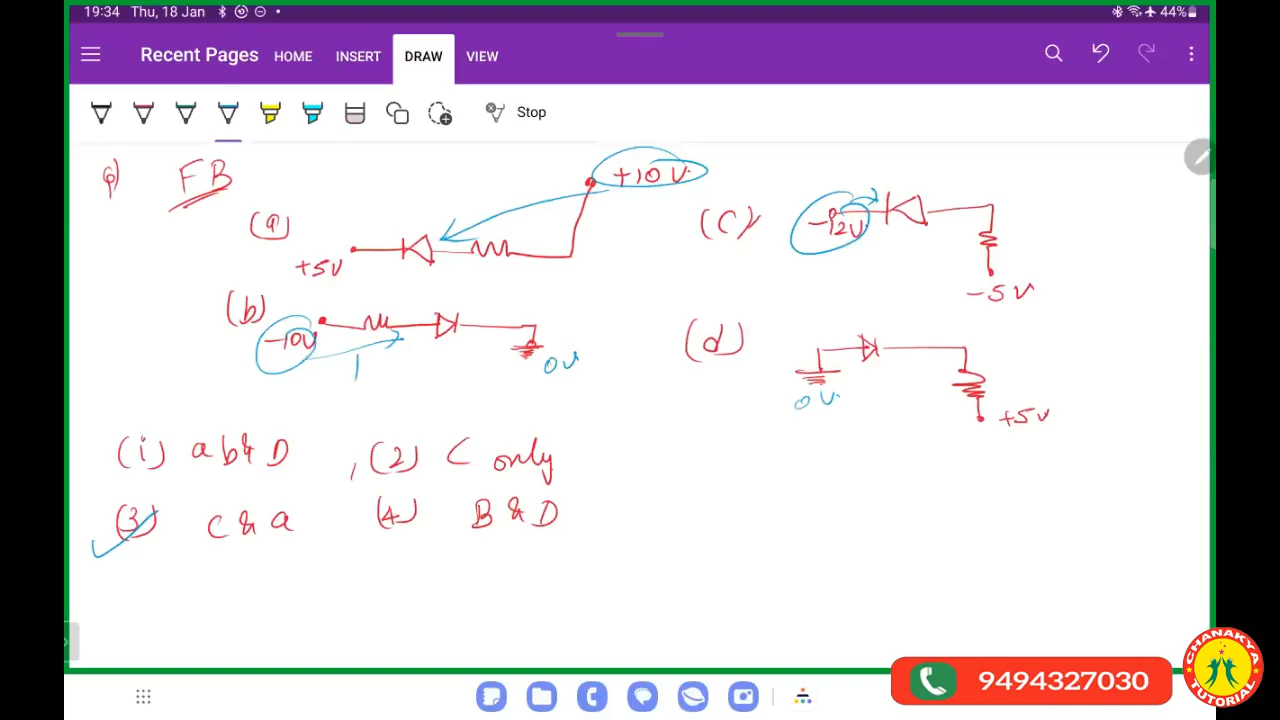 19:34 Thu, 18 Jan 44%
Recent Pages HOME INSERT DRAW VIEW
Stop
Q) FB
(a) +10 V
+5V
(b) -10V
0V
(C) -12V
-5V
(d)
0V
+5V
(i) a b & D , (2) C only
(3) C & a (4) B & D
9494327030
CHANAKYA TUTORIAL